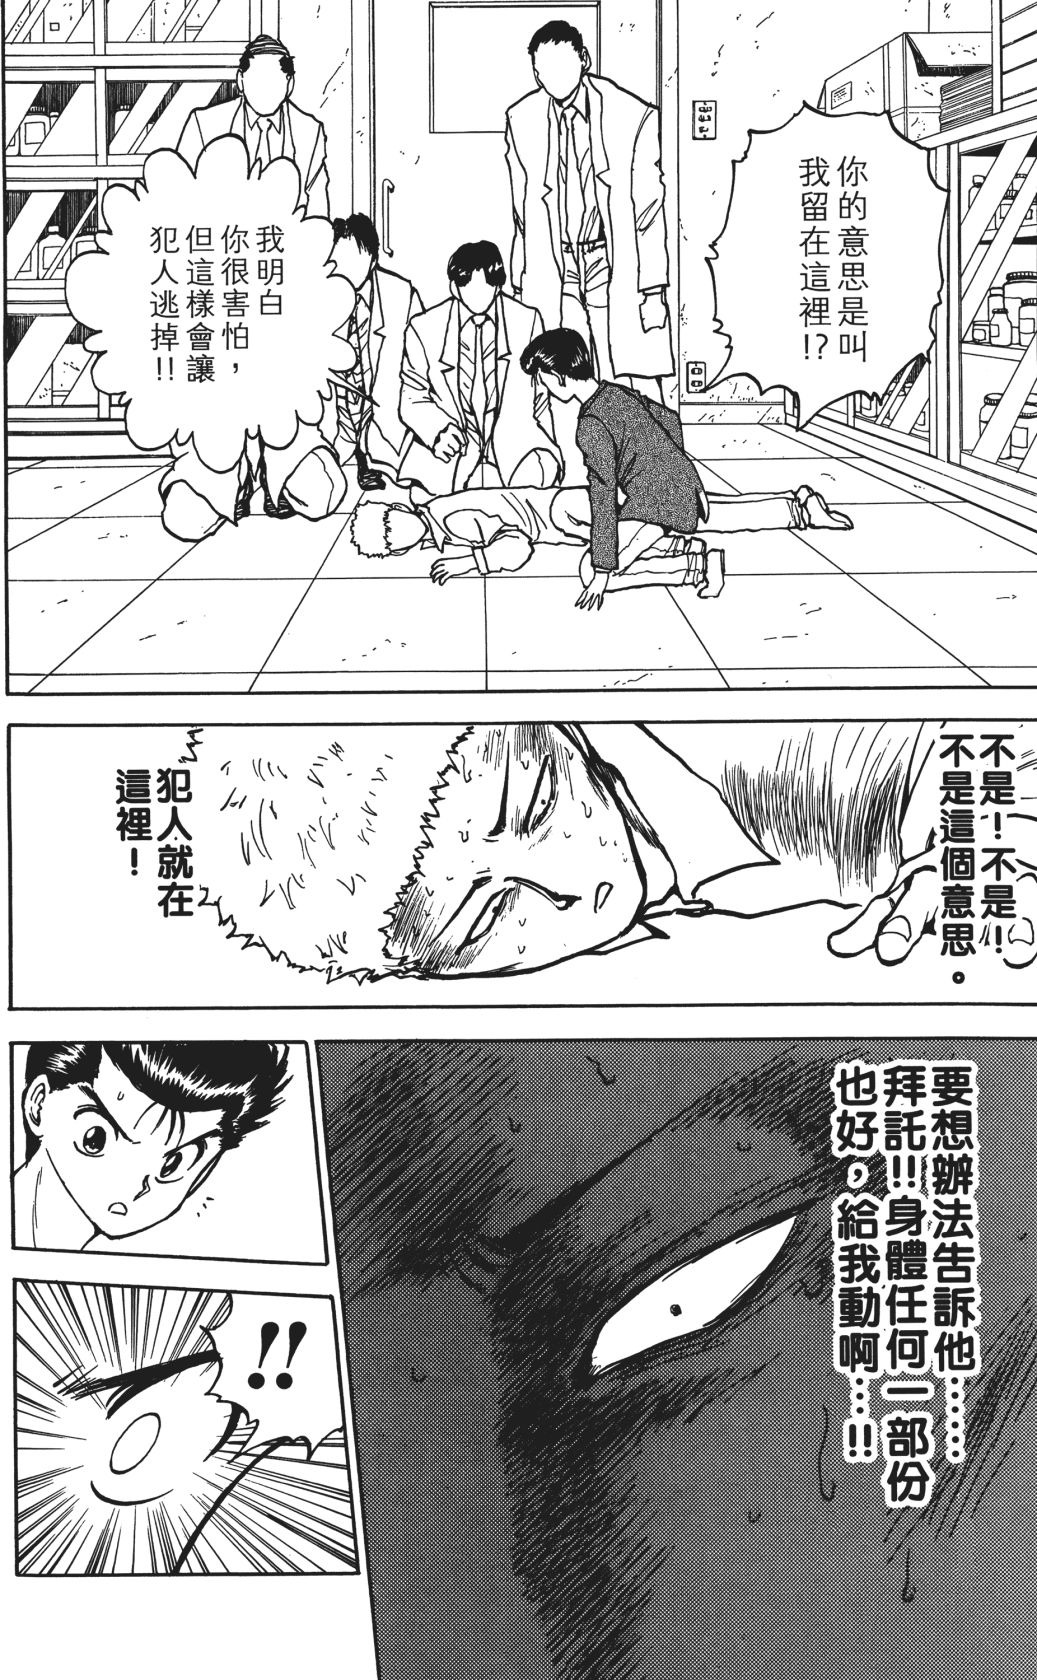 你的意思是叫
我留在這裡!?
我明白
你很害怕，
但這樣會讓
犯人逃掉!!
不是！不是！
不是這個意思。
犯人就在
這裡！
要想辦法告訴他……
拜託!!身體任何一部份
也好，給我動啊……!!
!!